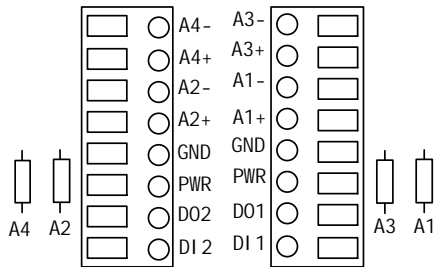 A4- A3-
A4+ A3+
A2- A1-
A2+ A1+
GND GND
PWR PWR
A4 A2 DO2 DO1 A3 A1
DI2 DI1